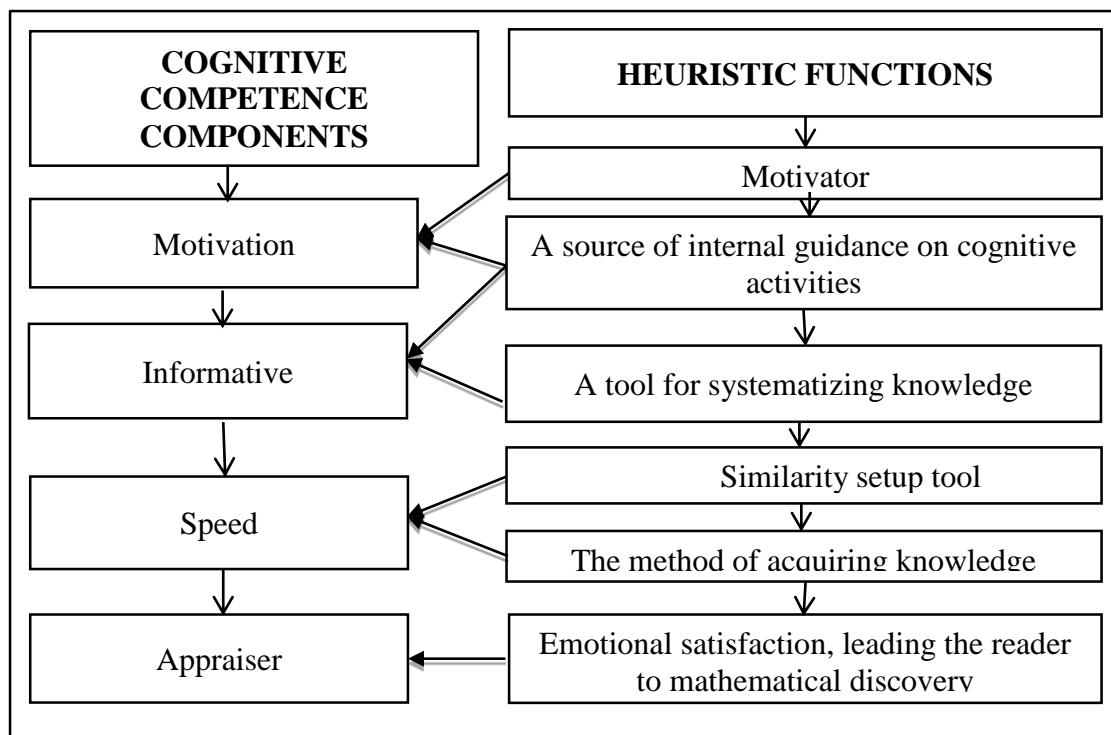 COGNITIVE
COMPETENCE
COMPONENTS
Motivation
Informative
Speed
Appraiser
HEURISTIC FUNCTIONS
Motivator
A source of internal guidance on cognitive
activities
A tool for systematizing knowledge
Similarity setup tool
The method of acquiring knowledge
Emotional satisfaction, leading the reader
to mathematical discovery